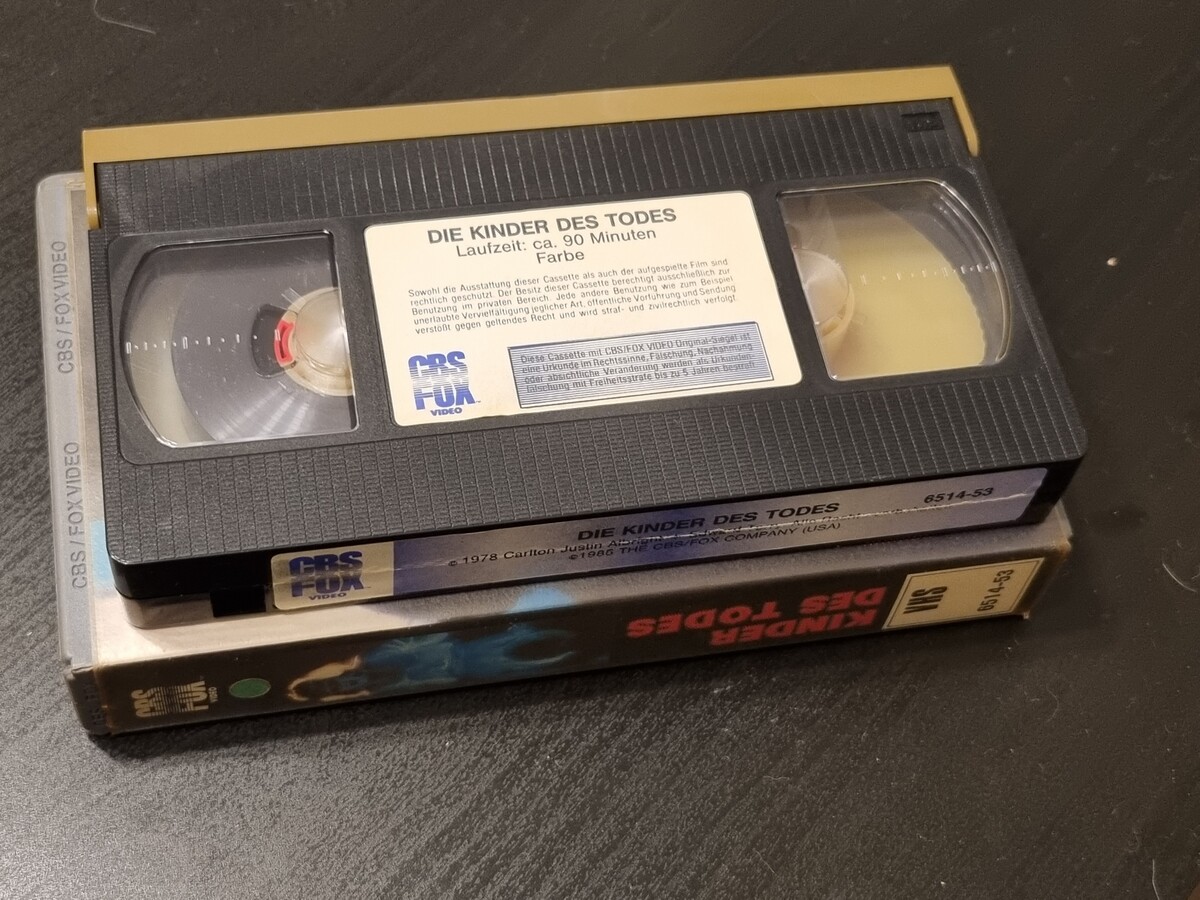 DIE KINDER DES TODES
Laufzeit: ca. 90 Minuten
Farbe
Sowohl die Ausstattung dieser Cassette als auch der aufgespielte Film sind
rechtlich geschützt. Der Besitz dieser Cassette berechtigt ausschließlich zur
Benutzung im privaten Bereich. Jede andere Benutzung wie zum Beispiel
unerlaubte Vervielfältigung jeglicher Art, öffentliche Vorführung und Sendung
verstößt gegen geltendes Recht und wird straf- und zivilrechtlich verfolgt.
CBS
FOX™
VIDEO
Diese Cassette mit CBS/FOX VIDEO Original-Siegel ist
eine Urkunde im Rechtssinne, Fälschung, Nachahmung
oder absichtliche Veränderung werden als Urkunden-
fälschung mit Freiheitsstrafe bis zu 5 Jahren bestraft
CBS / FOX VIDEO
CBS / FOX VIDEO
CBS
FOX
VIDEO
DIE KINDER DES TODES
6514-53
© 1978 Carlton Justin
© 1985 THE CBS/FOX COMPANY (USA)
CBS
FOX
VIDEO
KINDER
DES TODES
VHS
6514-53